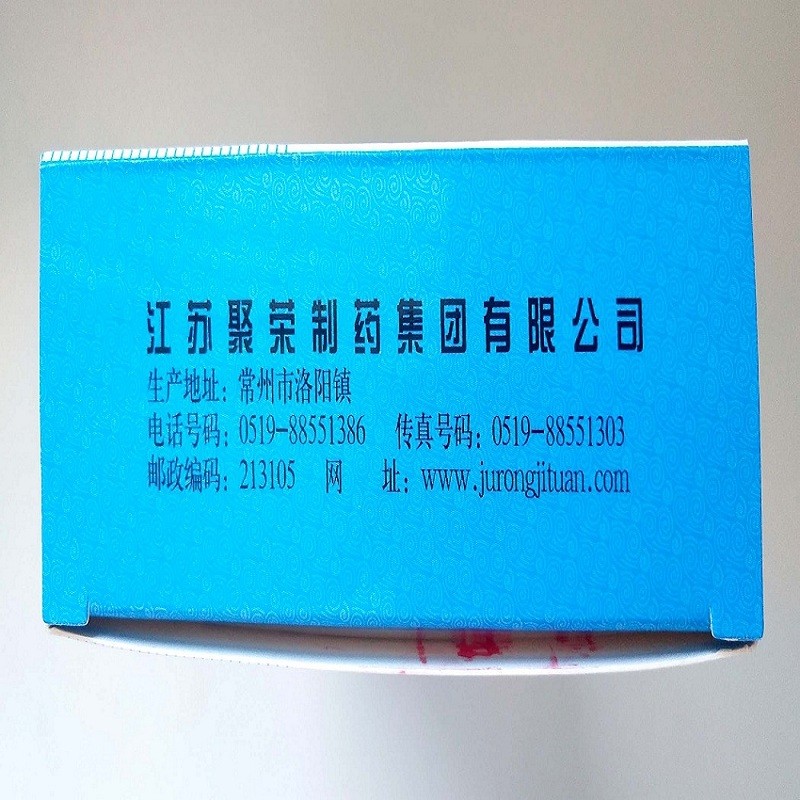 江苏聚荣制药集团有限公司
生产地址：常州市洛阳镇
电话号码：0519-88551386 传真号码：0519-88551303
邮政编码：213105 网 址：www.jurongjituan.com